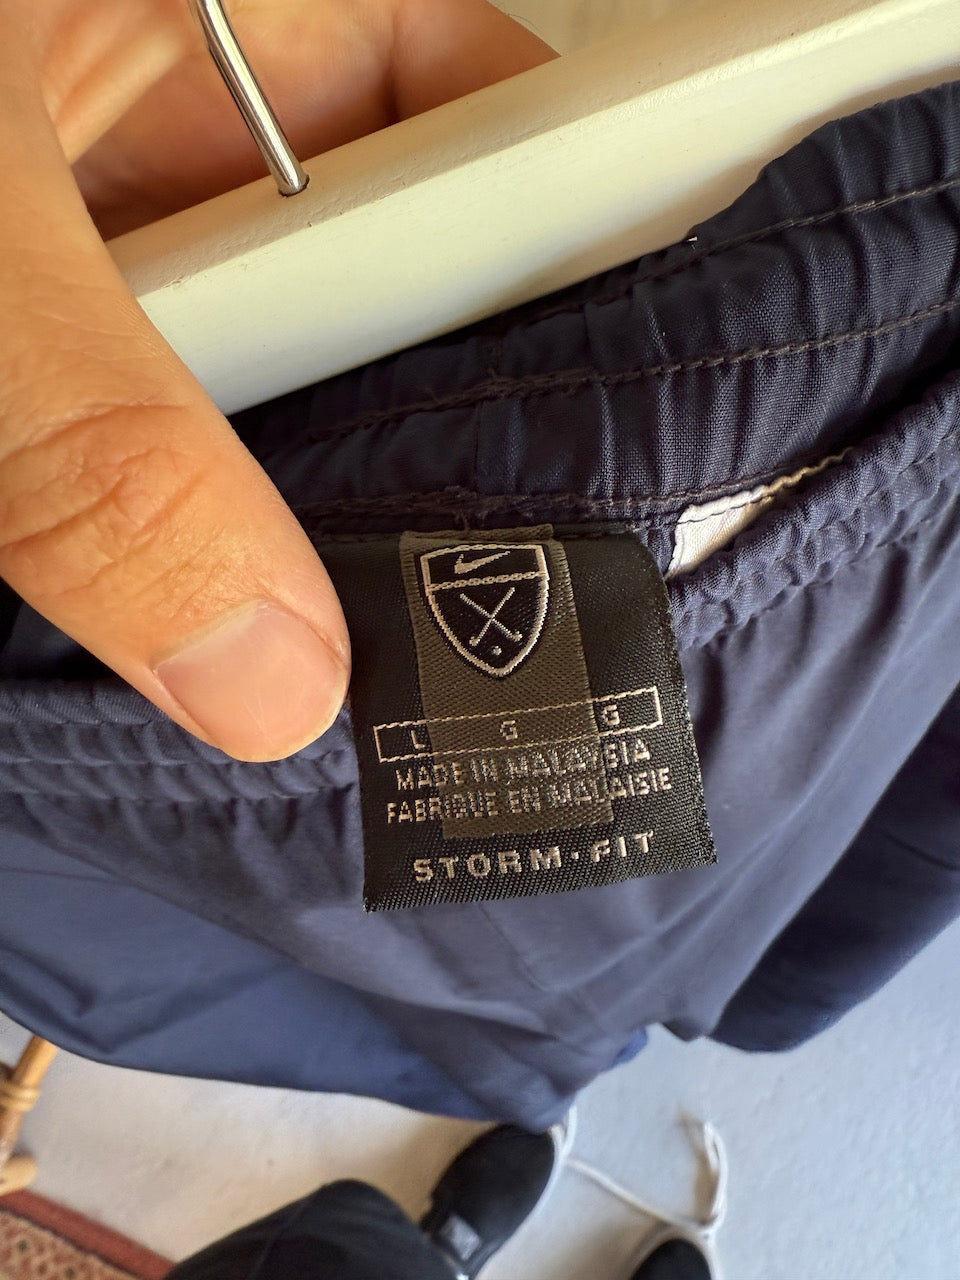 L G G
MADE IN MALAYSIA
FABRIQUE EN MALAISIE
STORM·FIT